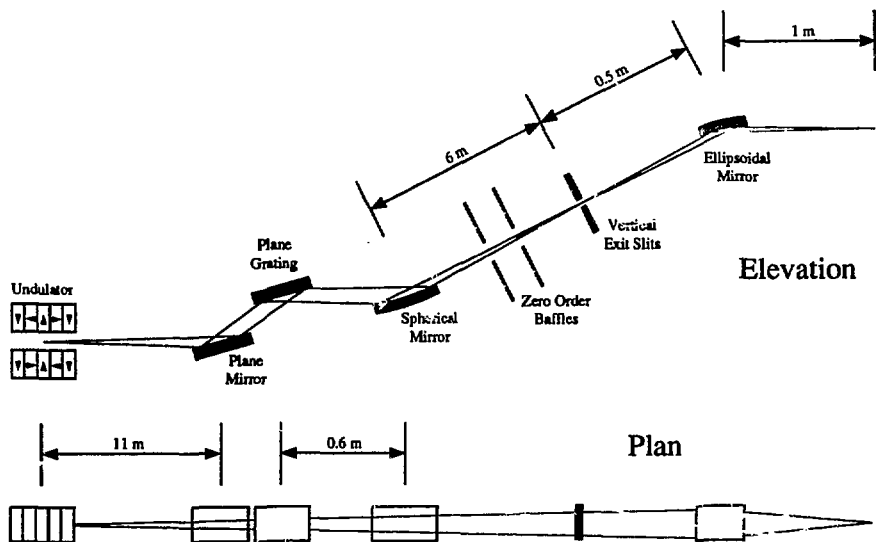 1 m
0.5 m
6 m
Ellipsoidal
Mirror
Vertical
Exit Slits
Plane
Grating
Elevation
Undulator
Zero Order
Baffles
Spherical
Mirror
Plane
Mirror
Plan
11 m
0.6 m